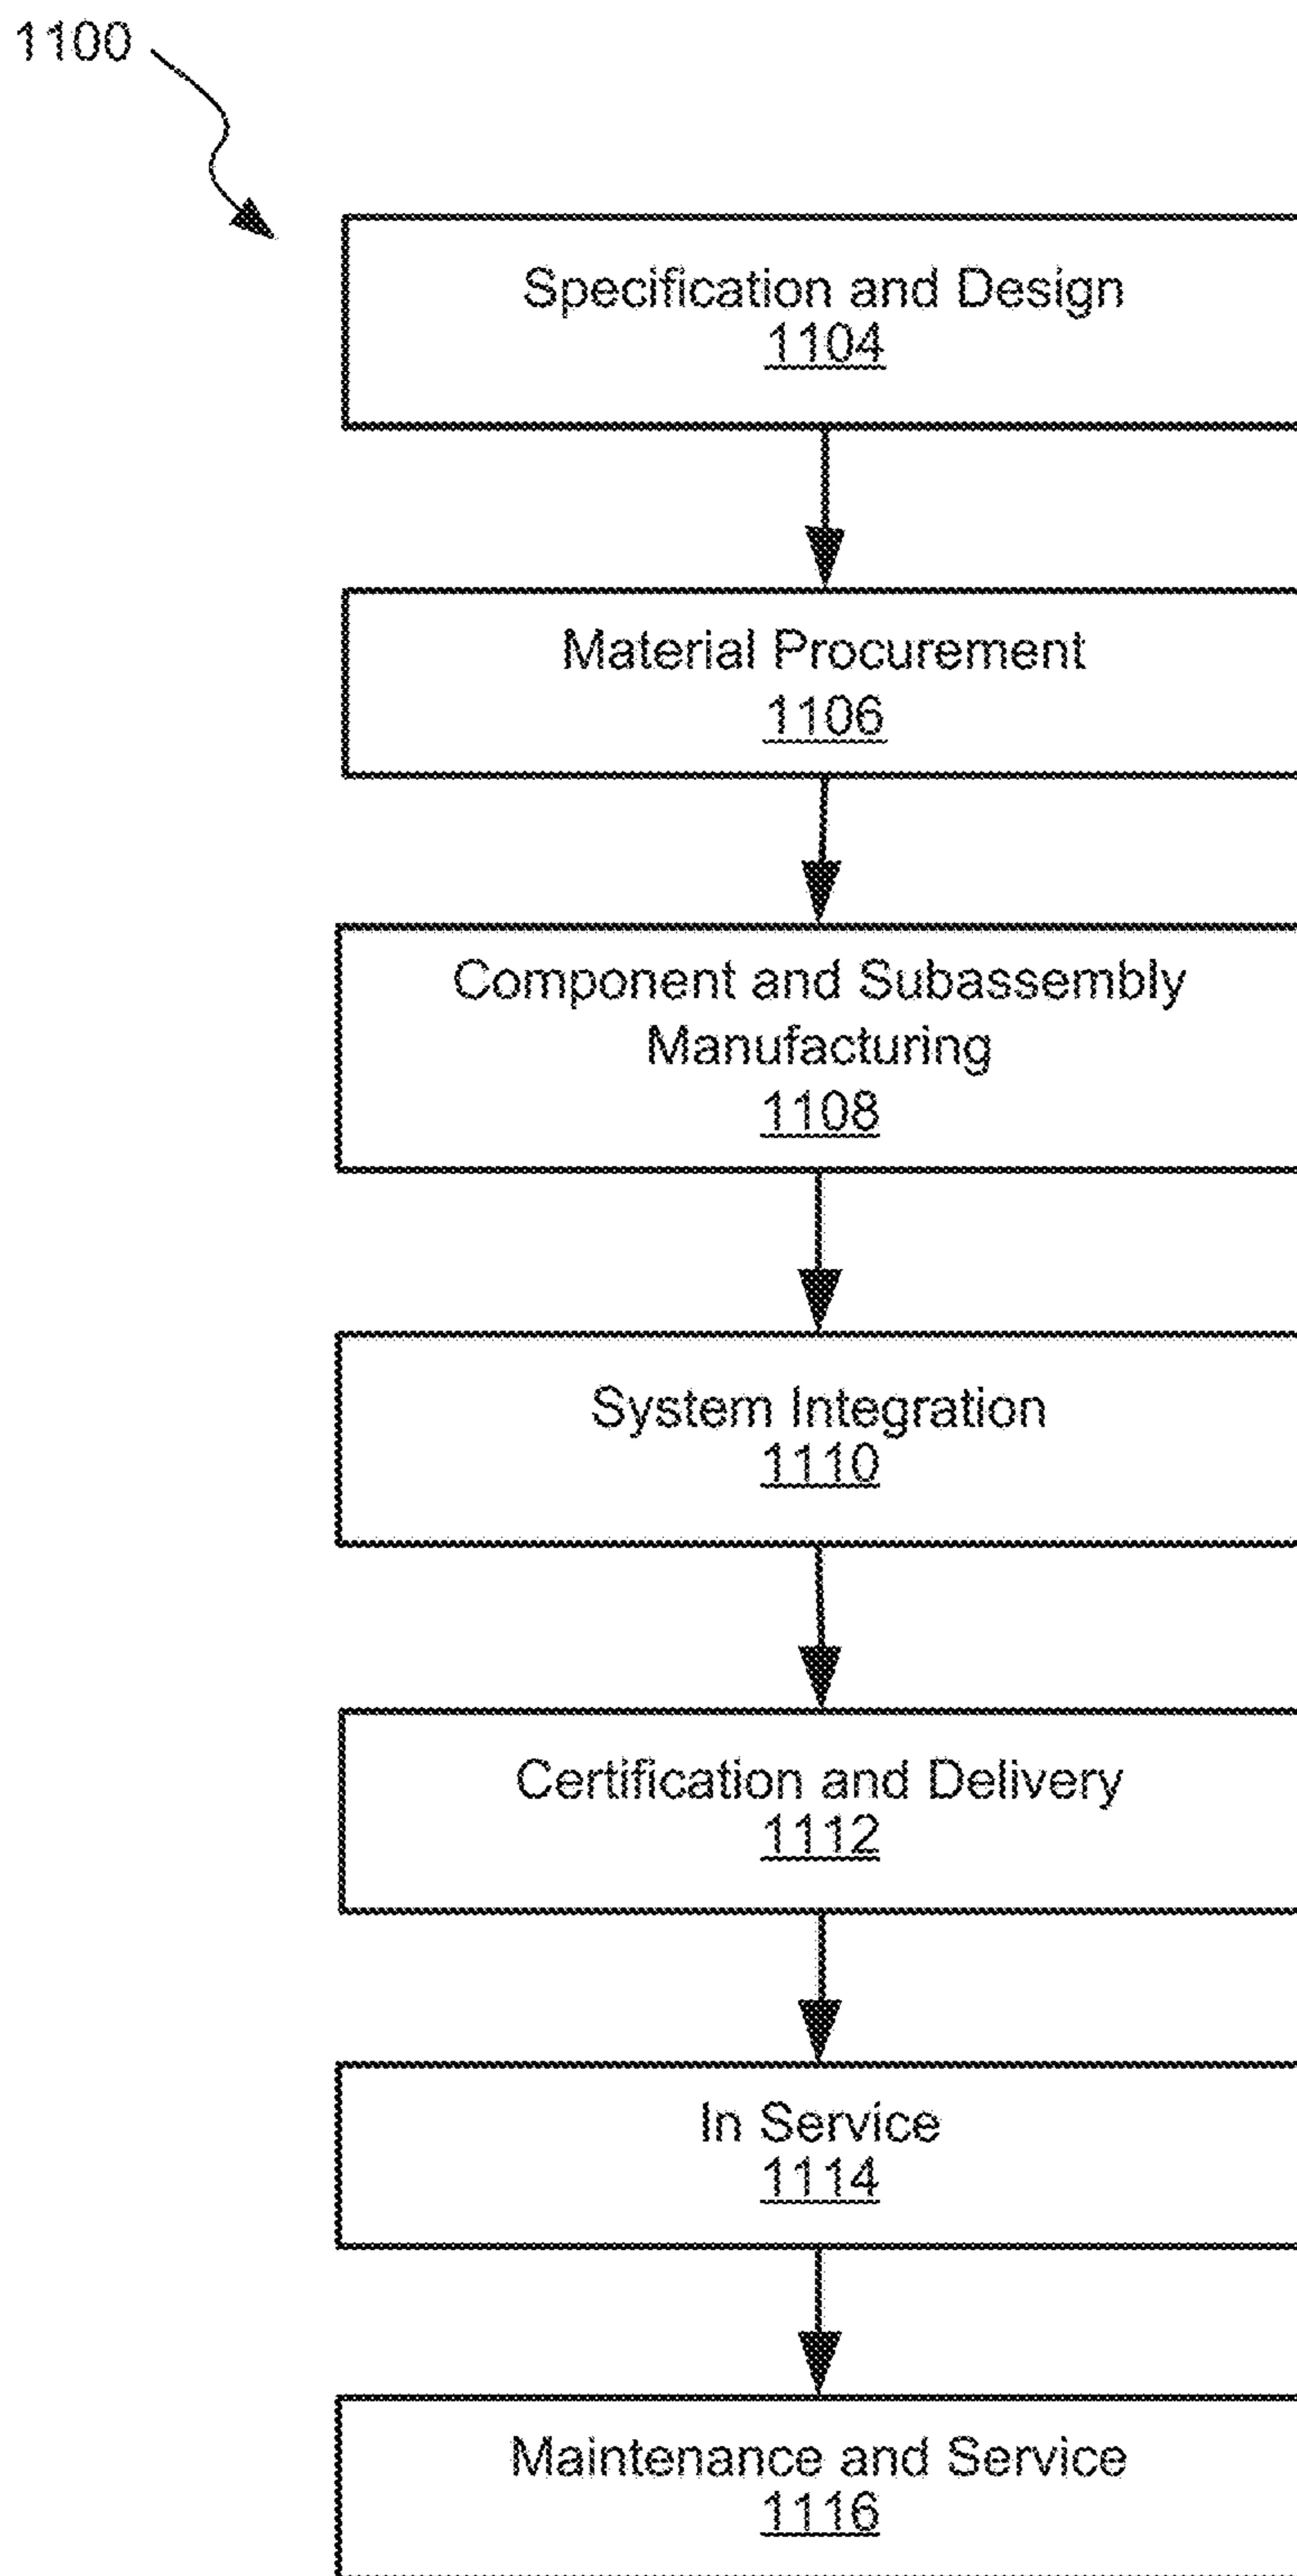 1100
Specification and Design
1104
Material Procurement
1106
Component and Subassembly
Manufacturing
1108
System Integration
1110
Certification and Delivery
1112
In Service
1114
Maintenance and Service
1116